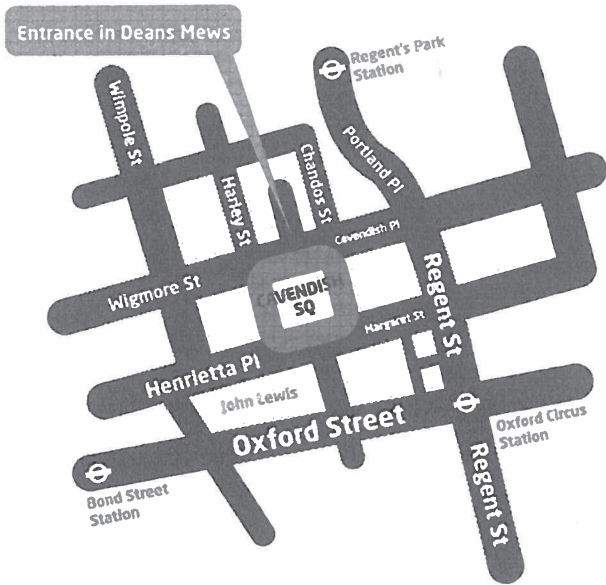 Entrance in Deans Mews
Regent's Park
Station
Wimpole St
Portland Pl
Chandos St
Harley St
Cavendish Pl
Wigmore St
CAVENDISH
SQ
Regent St
Margaret St
Henrietta Pl
John Lewis
Oxford Street
Oxford Circus
Station
Bond Street
Station
Regent St